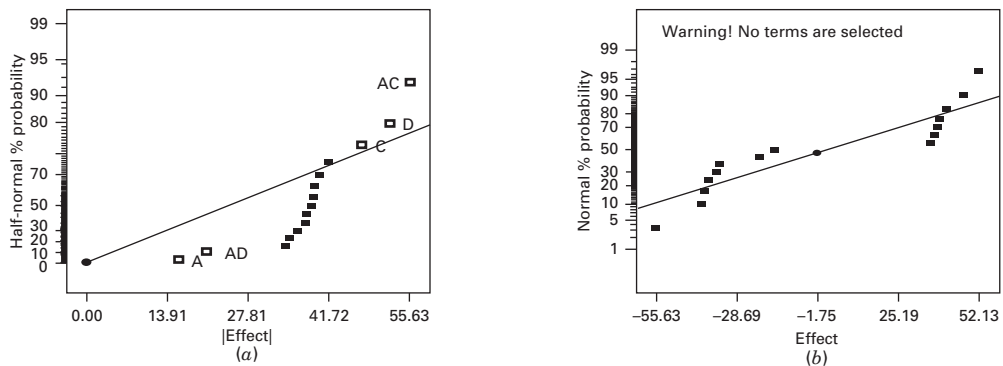 Half-normal % probability
99
95
90
80
70
50
30
20
10
0
AC
D
C
A
AD
0.00 13.91 27.81 41.72 55.63
|Effect|
(a)
Warning! No terms are selected
Normal % probability
99
95
90
80
70
50
30
20
10
5
1
−55.63 −28.69 −1.75 25.19 52.13
Effect
(b)